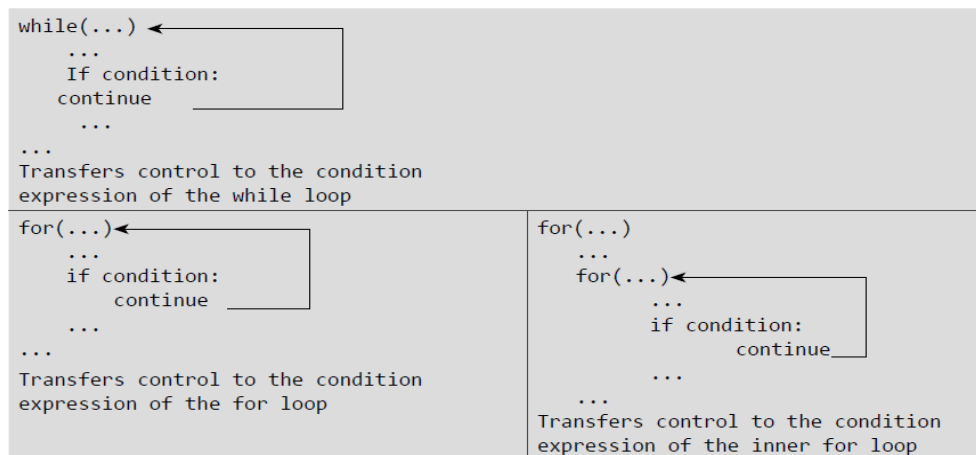 while(...)
...
If condition:
continue
...
...
Transfers control to the condition
expression of the while loop
for(...)
...
if condition:
continue
...
...
Transfers control to the condition
expression of the for loop
for(...)
...
for(...)
...
if condition:
continue
...
...
Transfers control to the condition
expression of the inner for loop